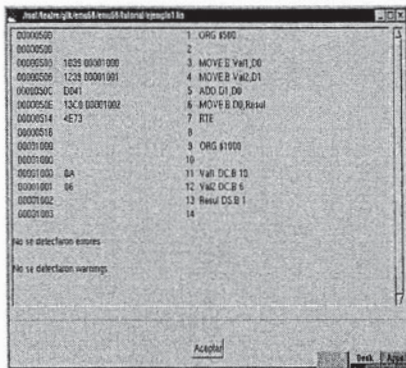 00000500 1 ORG $500
00000500 2
00000500 1039 00001000 3 MOVE.B Val1,D0
00000506 1239 00001001 4 MOVE.B Val2,D1
0000050C D041 5 ADD D1,D0
0000050E 13C0 00001002 6 MOVE.B D0,Resul
00000514 4E73 7 RTE
00000516 8
00001000 9 ORG $1000
00001000 10
00001000 0A 11 Val1 DC.B 10
00001001 06 12 Val2 DC.B 6
00001002 13 Resul DS.B 1
00001003 14
No se detectaron errores
No se detectaron warnings
Aceptar
Desk